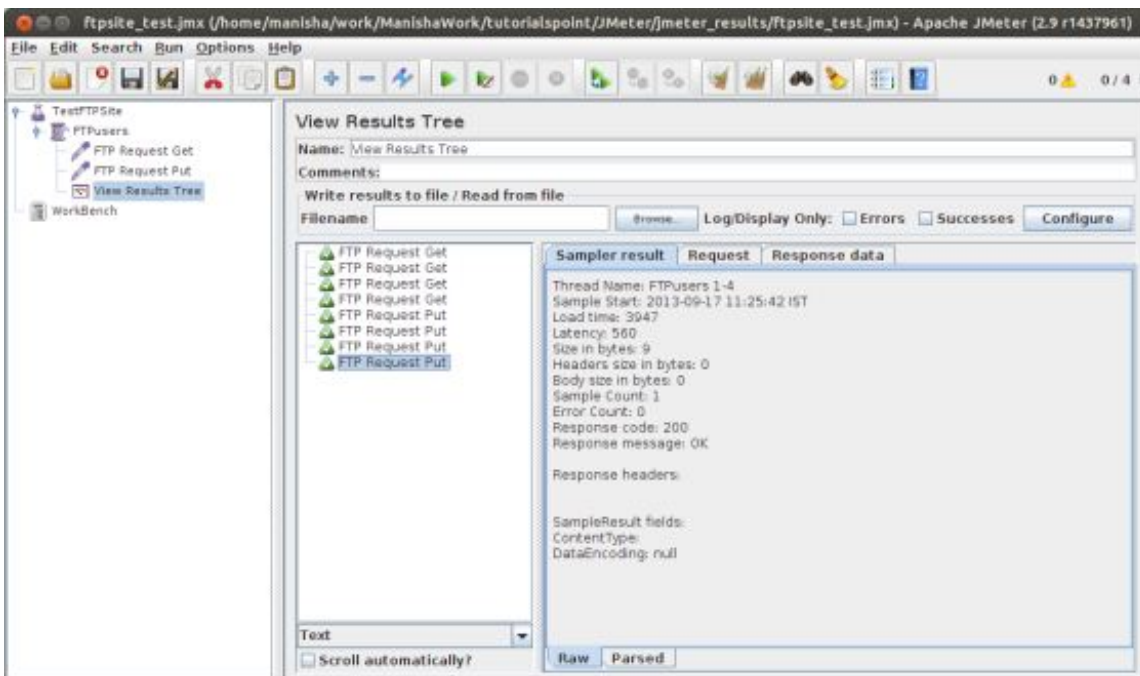 ftpsite_test.jmx (/home/manisha/work/ManishaWork/tutorialspoint/JMeter/jmeter_results/ftpsite_test.jmx) - Apache JMeter (2.9 r1437961)
File Edit Search Run Options Help
0 0 / 4
TestFTPSite
FTPusers
FTP Request Get
FTP Request Put
View Results Tree
WorkBench
View Results Tree
Name: View Results Tree
Comments:
Write results to file / Read from file
Filename Browse... Log/Display Only: Errors Successes Configure
FTP Request Get
FTP Request Get
FTP Request Get
FTP Request Get
FTP Request Put
FTP Request Put
FTP Request Put
FTP Request Put
Text
Scroll automatically?
Sampler result Request Response data
Thread Name: FTPusers 1-4
Sample Start: 2013-09-17 11:25:42 IST
Load time: 3947
Latency: 560
Size in bytes: 9
Headers size in bytes: 0
Body size in bytes: 0
Sample Count: 1
Error Count: 0
Response code: 200
Response message: OK
Response headers:
SampleResult fields:
ContentType:
DataEncoding: null
Raw Parsed